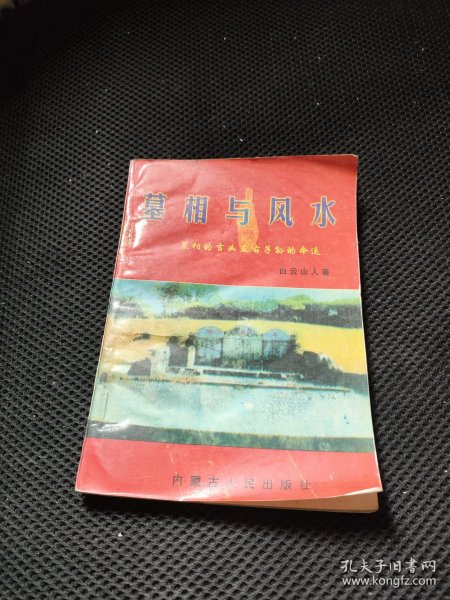 墓相与风水
墓相的吉凶左右子孙的命运
白云山人著
内蒙古人民出版社
孔夫子旧书网
www.kongfz.com